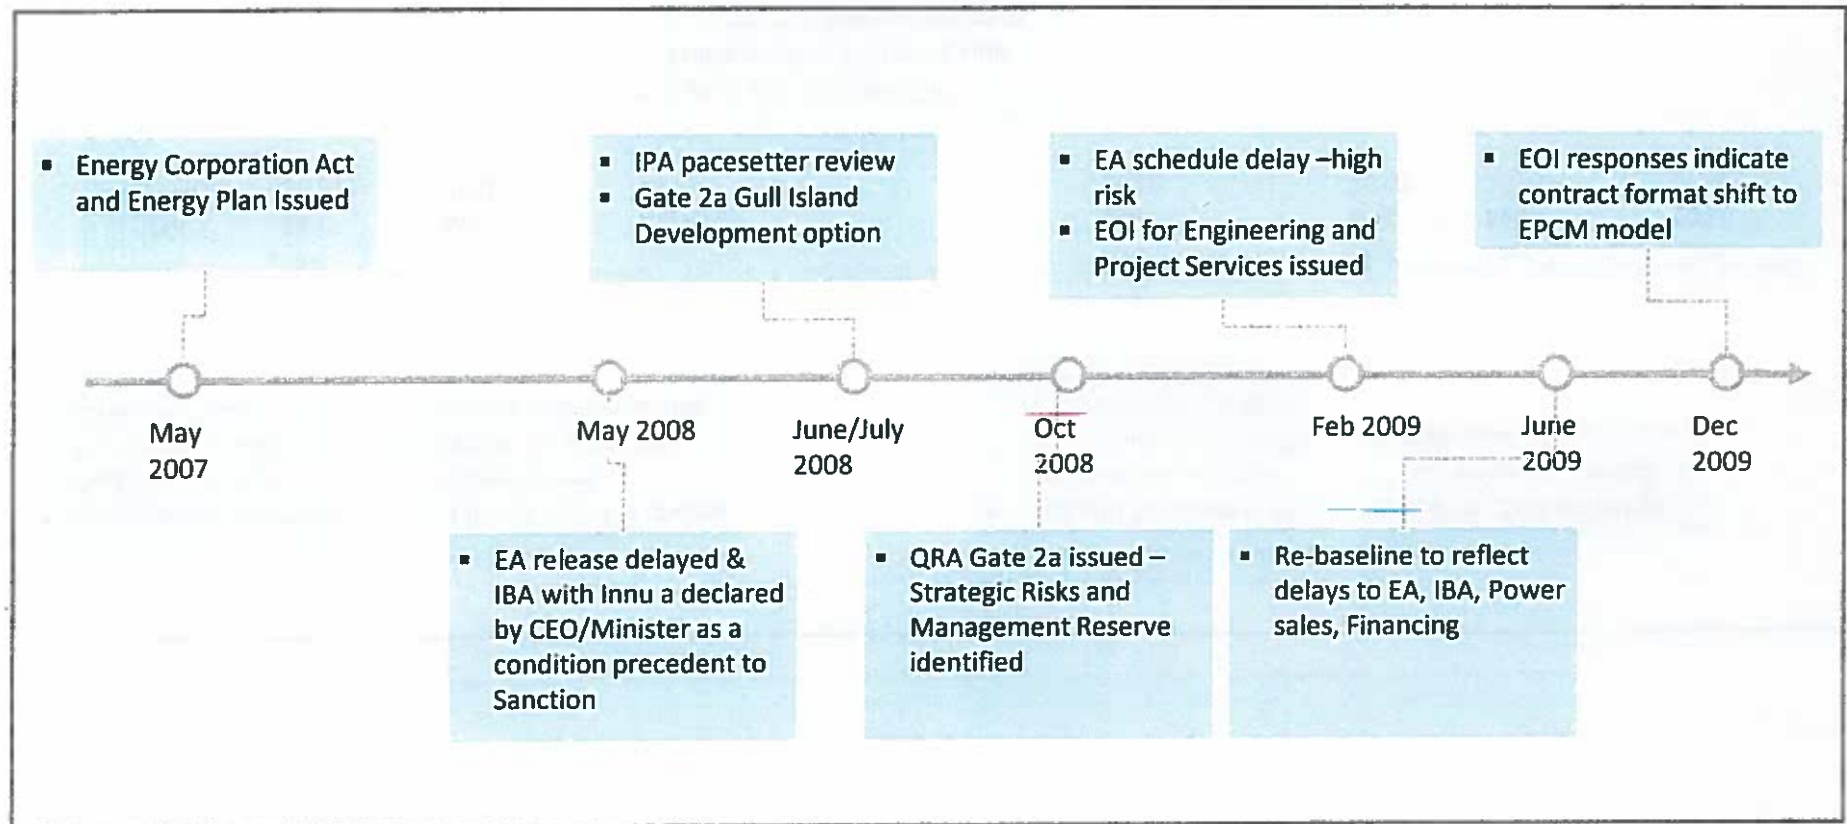 ▪ Energy Corporation Act
and Energy Plan Issued
▪ IPA pacesetter review
▪ Gate 2a Gull Island
Development option
▪ EA schedule delay –high
risk
▪ EOI for Engineering and
Project Services issued
▪ EOI responses indicate
contract format shift to
EPCM model
May
2007
May 2008
June/July
2008
Oct
2008
Feb 2009
June
2009
Dec
2009
▪ EA release delayed &
IBA with Innu a declared
by CEO/Minister as a
condition precedent to
Sanction
▪ QRA Gate 2a issued –
Strategic Risks and
Management Reserve
identified
▪ Re-baseline to reflect
delays to EA, IBA, Power
sales, Financing